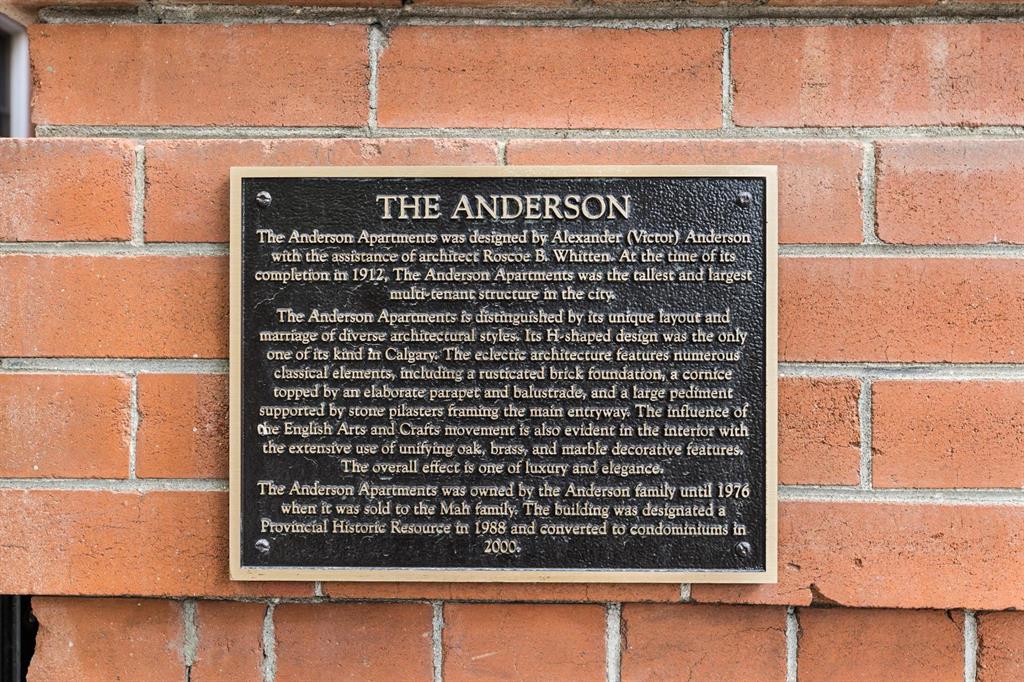 THE ANDERSON
The Anderson Apartments was designed by Alexander (Victor) Anderson
with the assistance of architect Roscoe B. Whitten. At the time of its
completion in 1912, The Anderson Apartments was the tallest and largest
multi-tenant structure in the city.
The Anderson Apartments is distinguished by its unique layout and
marriage of diverse architectural styles. Its H-shaped design was the only
one of its kind in Calgary. The eclectic architecture features numerous
classical elements, including a rusticated brick foundation, a cornice
topped by an elaborate parapet and balustrade, and a large pediment
supported by stone pilasters framing the main entryway. The influence of
the English Arts and Crafts movement is also evident in the interior with
the extensive use of unifying oak, brass, and marble decorative features.
The overall effect is one of luxury and elegance.
The Anderson Apartments was owned by the Anderson family until 1976
when it was sold to the Mah family. The building was designated a
Provincial Historic Resource in 1988 and converted to condominiums in
2000.